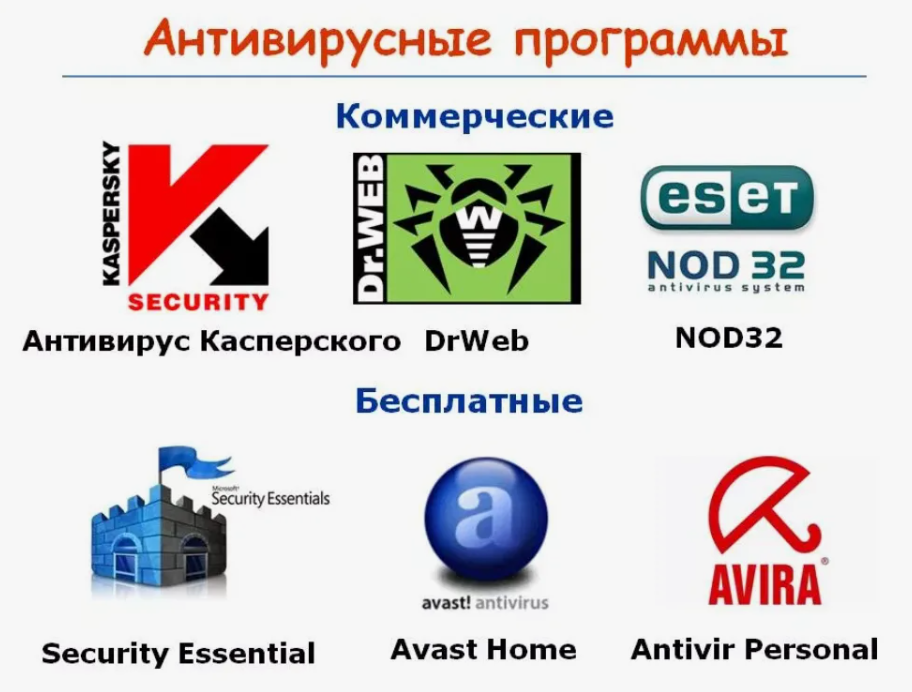 Антивирусные программы
Коммерческие
KASPERSKY
SECURITY
Dr.WEB
W
eseT
NOD 32
antivirus system
Антивирус Касперского
DrWeb
NOD32
Бесплатные
Microsoft®
Security Essentials
a
avast! antivirus
AVIRA®
Security Essential
Avast Home
Antivir Personal